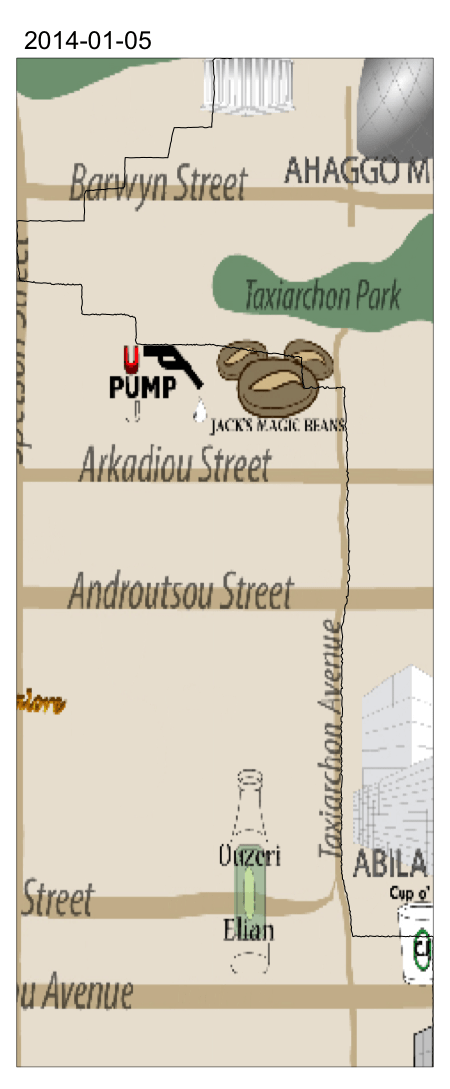 2014-01-05
AHAGGO M
Barwyn Street
Taxiarchon Park
PUMP
JACK'S MAGIC BEANS
Arkadiou Street
Androutsou Street
Taxiarchon Avenue
Ouzeri
ABILA
Street
Cup o'
Elian
u Avenue